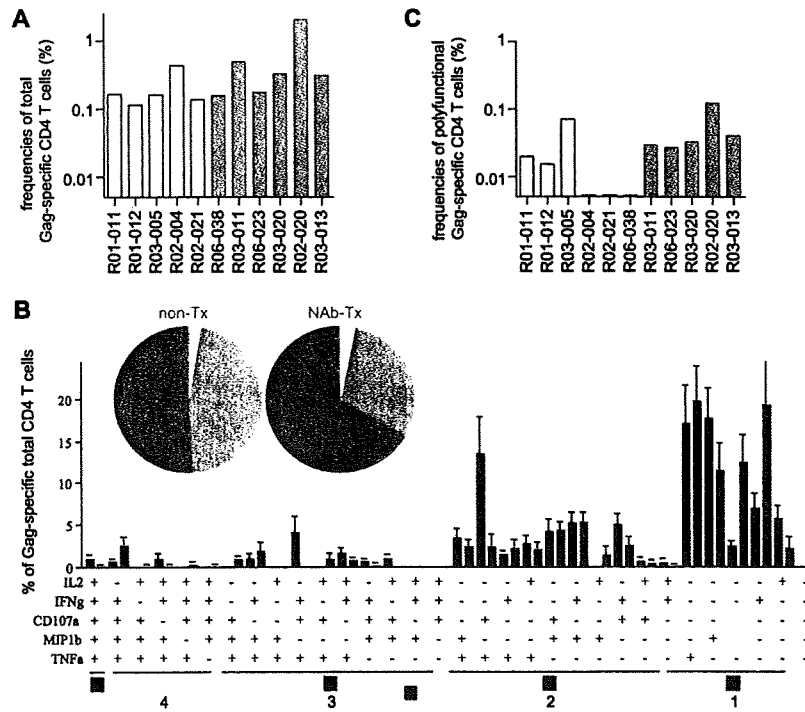 A
frequencies of total
Gag-specific CD4 T cells (%)
1
0.1
0.01
R01-011
R01-012
R03-005
R02-004
R02-021
R06-038
R03-011
R06-023
R03-020
R02-020
R03-013
C
frequencies of polyfunctional
Gag-specific CD4 T cells (%)
1
0.1
0.01
R01-011
R01-012
R03-005
R02-004
R02-021
R06-038
R03-011
R06-023
R03-020
R02-020
R03-013
B
non-Tx
NAb-Tx
% of Gag-specific total CD4 T cells
20
15
10
5
0
IL2 + - + + + + - - + - + + - + + + - - - + - - + - + + - - - - + -
IFNg + + - + + + - + - + - + + - + + - - + - - + - + - + - - - + - -
CD107a + + + - + + + - - + + - + + - + - + - - + - - + + - - - + - - -
MIP1b + + + + - + + + + - - - + + + - + - - - + + + - - - - + - - - -
TNFa + + + + + - + + + + + + - - - - + + + + - - - - - - + - - - - -
4
3
2
1